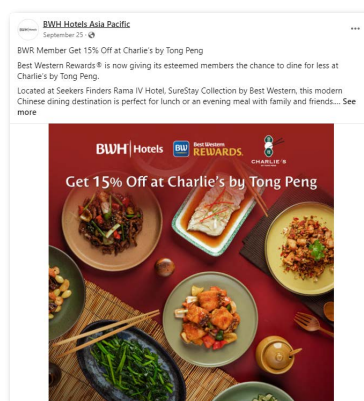 BWH Hotels Asia Pacific
September 25 ·
BWR Member Get 15% Off at Charlie's by Tong Peng
Best Western Rewards® is now giving its esteemed members the chance to dine for less at
Charlie's by Tong Peng.
Located at Seekers Finders Rama IV Hotel, SureStay Collection by Best Western, this modern
Chinese dining destination is perfect for lunch or an evening meal with family and friends.... See
more
BWH | Hotels
BW
Best Western
REWARDS.
CHARLIE'S
Get 15% Off at Charlie's by Tong Peng